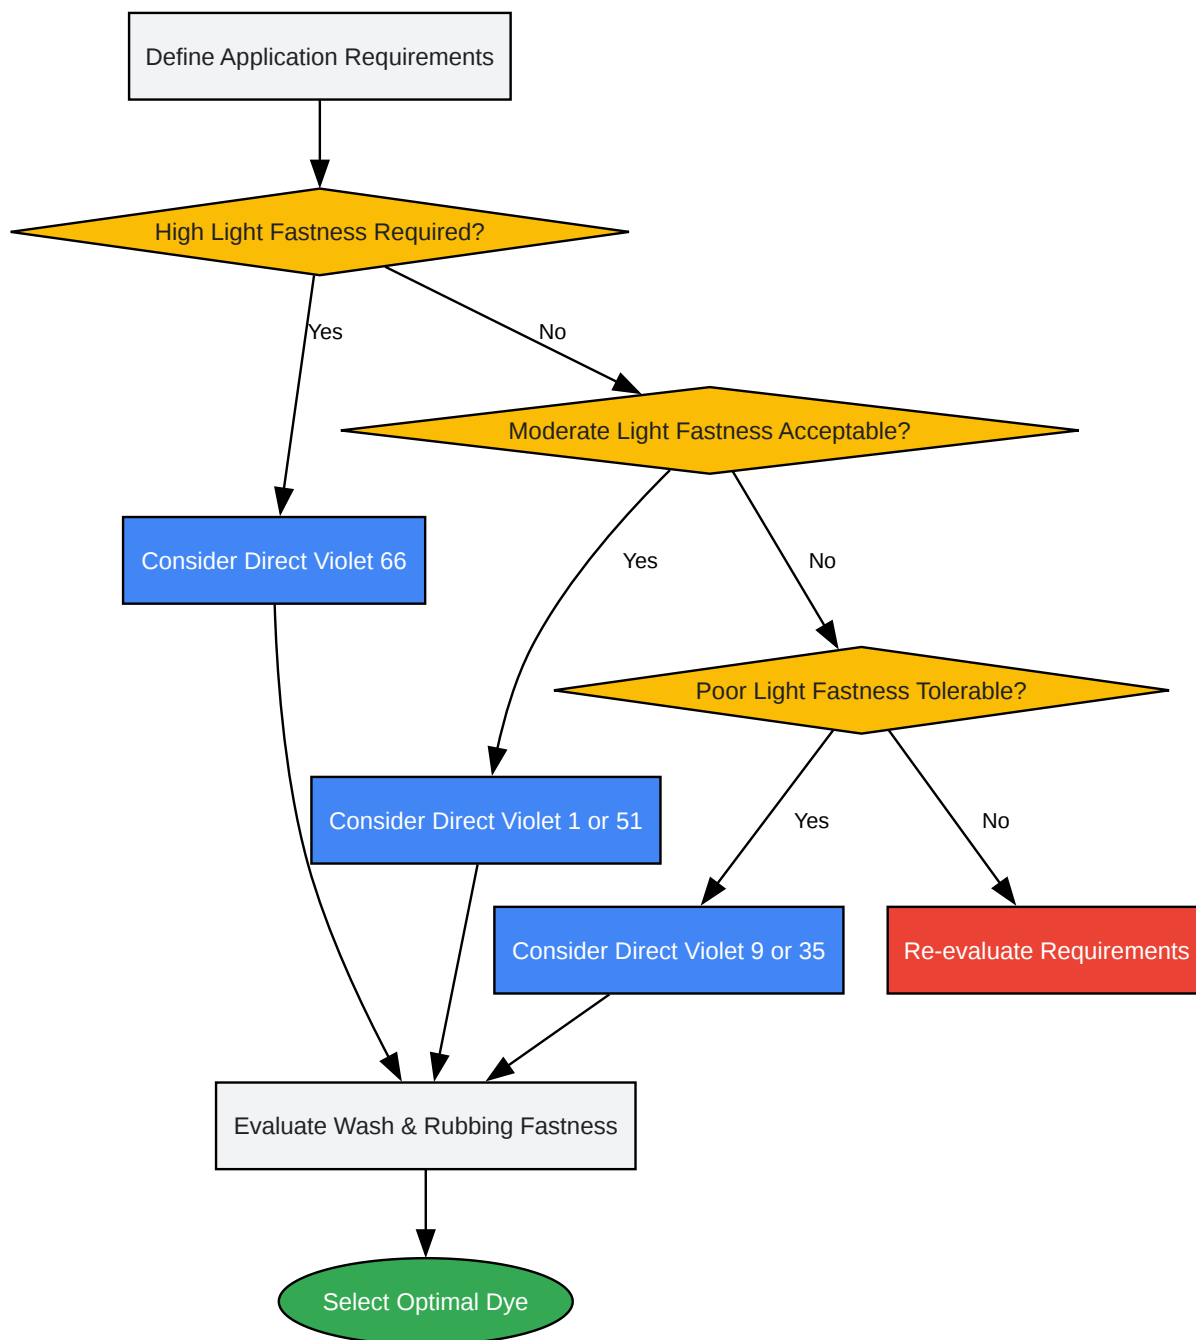 Define Application Requirements
High Light Fastness Required?
Yes
No
Moderate Light Fastness Acceptable?
Consider Direct Violet 66
Yes
No
Poor Light Fastness Tolerable?
Consider Direct Violet 1 or 51
Yes
No
Consider Direct Violet 9 or 35
Re-evaluate Requirements
Evaluate Wash & Rubbing Fastness
Select Optimal Dye